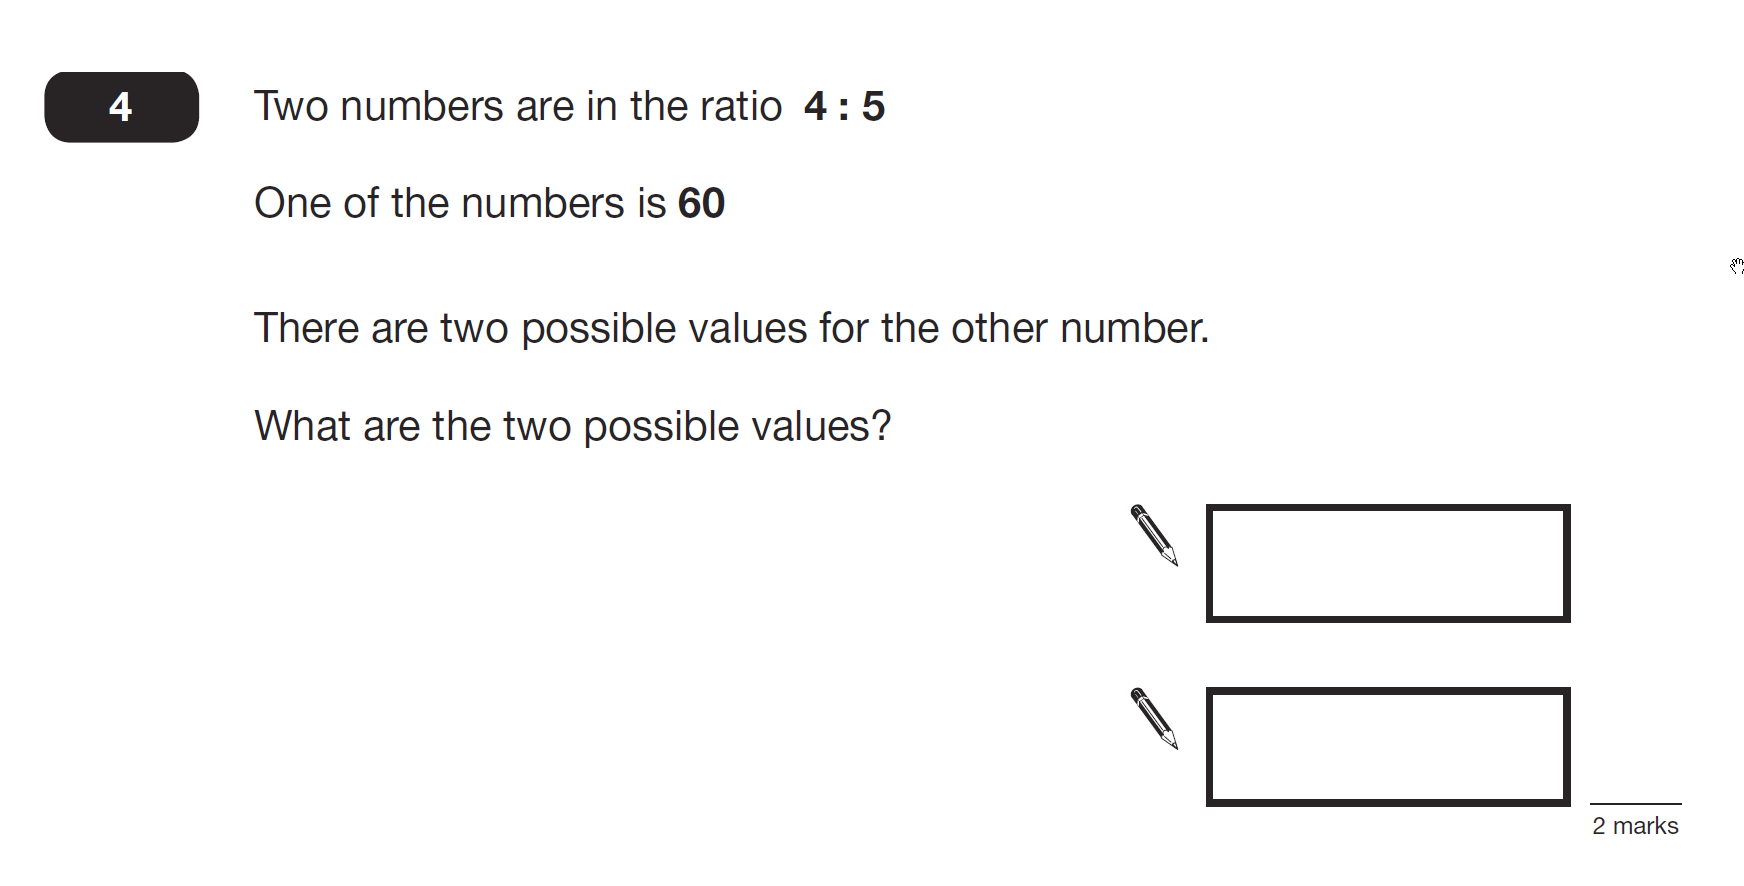 4
Two numbers are in the ratio 4 : 5
One of the numbers is 60
There are two possible values for the other number.
What are the two possible values?
2 marks